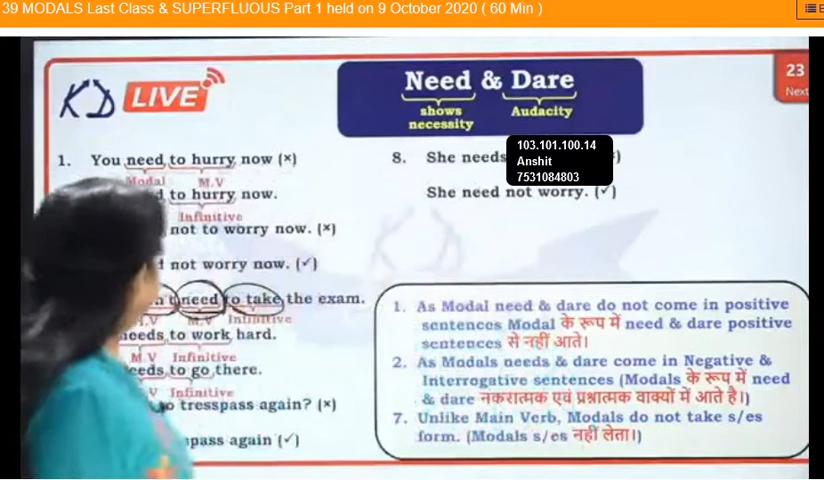 39 MODALS Last Class & SUPERFLUOUS Part 1 held on 9 October 2020 ( 60 Min )
KD LIVE
Need & Dare
shows necessity
Audacity
23
Next
1. You need to hurry now (×)
Modal M.V
to hurry now.
Infinitive
not to worry now. (×)
not worry now. (✓)
need to take the exam.
M.V Infinitive
needs to work hard.
M.V Infinitive
eeds to go there.
V Infinitive
to tresspass again? (×)
pass again (✓)
8. She needs
103.101.100.14
Anshit
7531084803
She need not worry. (✓)
1. As Modal need & dare do not come in positive
sentences Modal के रूप में need & dare positive
sentences से नहीं आते।
2. As Modals needs & dare come in Negative &
Interrogative sentences (Modals के रूप में need
& dare नकरात्मक एवं प्रश्नात्मक वाक्यों में आते है।)
7. Unlike Main Verb, Modals do not take s/es
form. (Modals s/es नहीं लेता।)